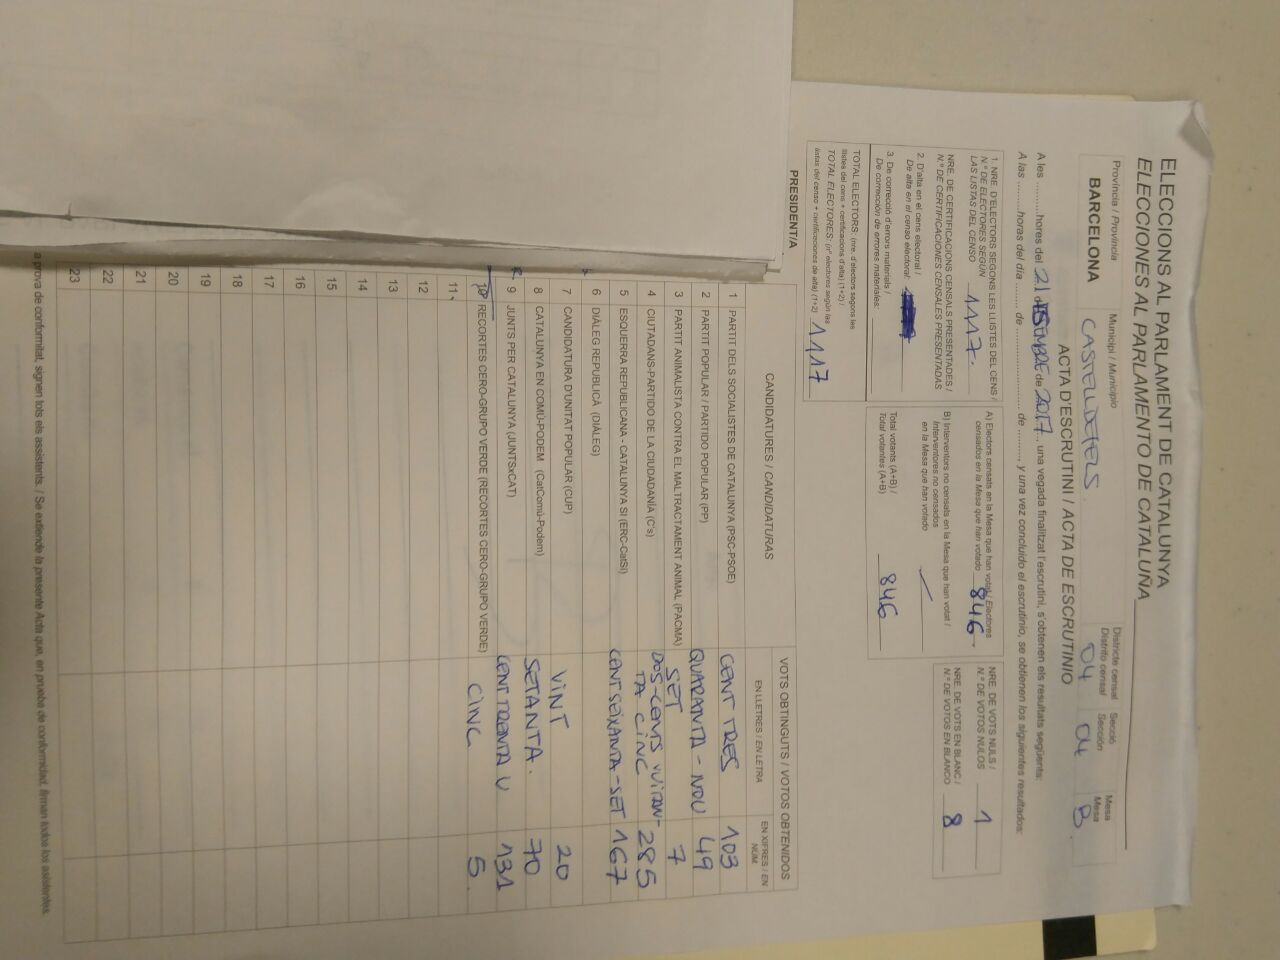 ELECCIONS AL PARLAMENT DE CATALUNYA
ELECCIONES AL PARLAMENTO DE CATALUÑA
Província / Provincia
BARCELONA
Municipi / Municipio
CASTELLDEFELS
Districte censal
Distrito censal
04
Secció
Sección
04
Mesa
Mesa
B.
ACTA D'ESCRUTINI / ACTA DE ESCRUTINIO
A les ..........hores del 21 de 2017.. una vegada finalitzat l'escrutini, s'obtenen els resultats següents:
A las ..........horas del día ........ de ........................ de ........, y una vez concluido el escrutinio, se obtienen los siguientes resultados:
1. NRE. D'ELECTORS SEGONS LES LLISTES DEL CENS /
N.º DE ELECTORES SEGÚN
LAS LISTAS DEL CENSO
1117.
NRE. DE CERTIFICACIONS CENSALS PRESENTADES /
N.º DE CERTIFICACIONES CENSALES PRESENTADAS
2. D'alta en el cens electoral /
De alta en el censo electoral:
3. De correcció d'errors materials /
De corrección de errores materiales:
TOTAL ELECTORS: (nre. d'electors segons les
llistes del cens + certificacions d'alta) (1+2) /
TOTAL ELECTORES: (nº electores según las
listas del censo + certificaciones de alta) (1+2)
1117
A) Electors censats en la Mesa que han votat / Electores
censados en la Mesa que han votado 846
B) Interventors no censats en la Mesa que han votat /
Interventores no censados
en la Mesa que han votado
Total votants (A+B) /
Total votantes (A+B) 846
NRE. DE VOTS NULS /
N.º DE VOTOS NULOS 1
NRE. DE VOTS EN BLANC /
N.º DE VOTOS EN BLANCO 8
PRESIDENT/A
CANDIDATURES / CANDIDATURAS
VOTS OBTINGUTS / VOTOS OBTENIDOS
EN LLETRES / EN LETRA
EN XIFRES / EN NÚM.
1 PARTIT DELS SOCIALISTES DE CATALUNYA (PSC-PSOE) CENT TRES 103
2 PARTIT POPULAR / PARTIDO POPULAR (PP) QUARANTA - NOU 49
3 PARTIT ANIMALISTA CONTRA EL MALTRACTAMENT ANIMAL (PACMA) SET 7
4 CIUTADANS-PARTIDO DE LA CIUDADANÍA (C's) DOS-CENTS VUITAN-
TA CINC 285
5 ESQUERRA REPUBLICANA - CATALUNYA SI (ERC-CatSí) CENT SEIXANTA-SET 167
6 DIÀLEG REPUBLICÀ (DIÀLEG)
7 CANDIDATURA D'UNITAT POPULAR (CUP) VINT 20
8 CATALUNYA EN COMÚ-PODEM (CatComú-Podem) SETANTA. 70
9 JUNTS PER CATALUNYA (JUNTSxCAT) CENT TRENTA U 131
10 RECORTES CERO-GRUPO VERDE (RECORTES CERO-GRUPO VERDE) CINC 5
11
12
13
14
15
16
17
18
19
20
21
22
23
a prova de conformitat, signen tots els assistents. / Se extiende la presente Acta que, en prueba de conformidad, firman todos los asistentes.